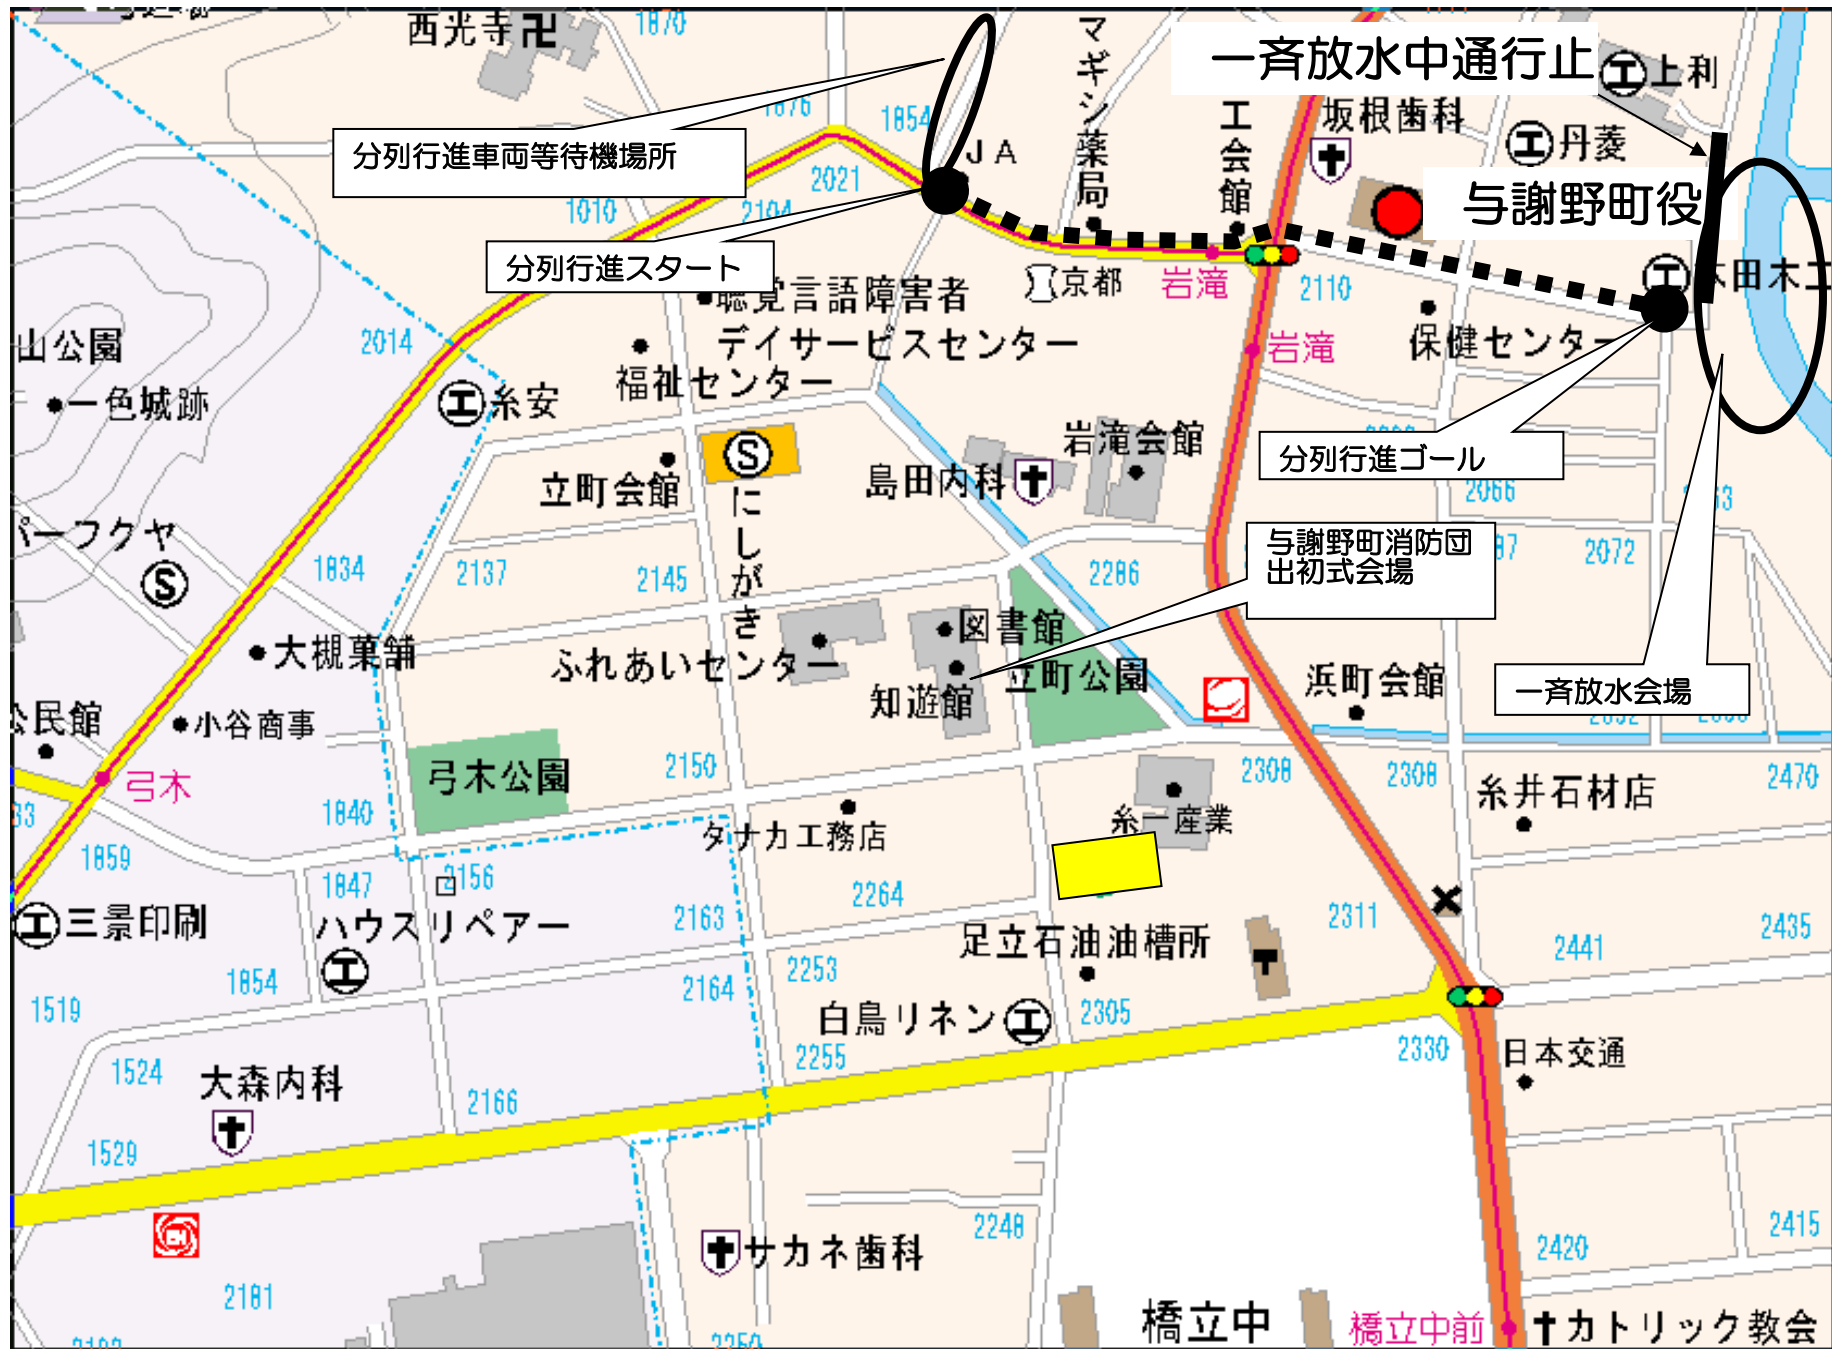 西光寺
1870
マギシ薬局
一斉放水中通行止
上利
1876
1854
工会館
坂根歯科
丹菱
分列行進車両等待機場所
JA
2021
与謝野町役
1010
2104
分列行進スタート
岩滝
京都
2110
聴覚言語障害者
デイサービスセンター
山公園
2014
岩滝
保健センター
福祉センター
一色城跡
糸安
岩滝会館
分列行進ゴール
立町会館
S
にしがき
島田内科
2066
パーフクヤ
S
1834
2137
2145
2286
与謝野町消防団
出初式会場
2072
大槻菓舗
ふれあいセンター
図書館
知遊館
立町公園
浜町会館
一斉放水会場
公民館
小谷商事
弓木
弓木公園
2150
2308
2308
2470
糸井石材店
1840
タナカ工務店
糸一産業
1859
1847
2156
2264
三景印刷
ハウスリペアー
2163
足立石油油槽所
2311
2441
2435
1854
2253
2164
1519
白鳥リネン
2305
2255
2330
日本交通
1524
大森内科
2166
1529
2248
2415
サカネ歯科
2420
2181
橋立中
橋立中前
カトリック教会